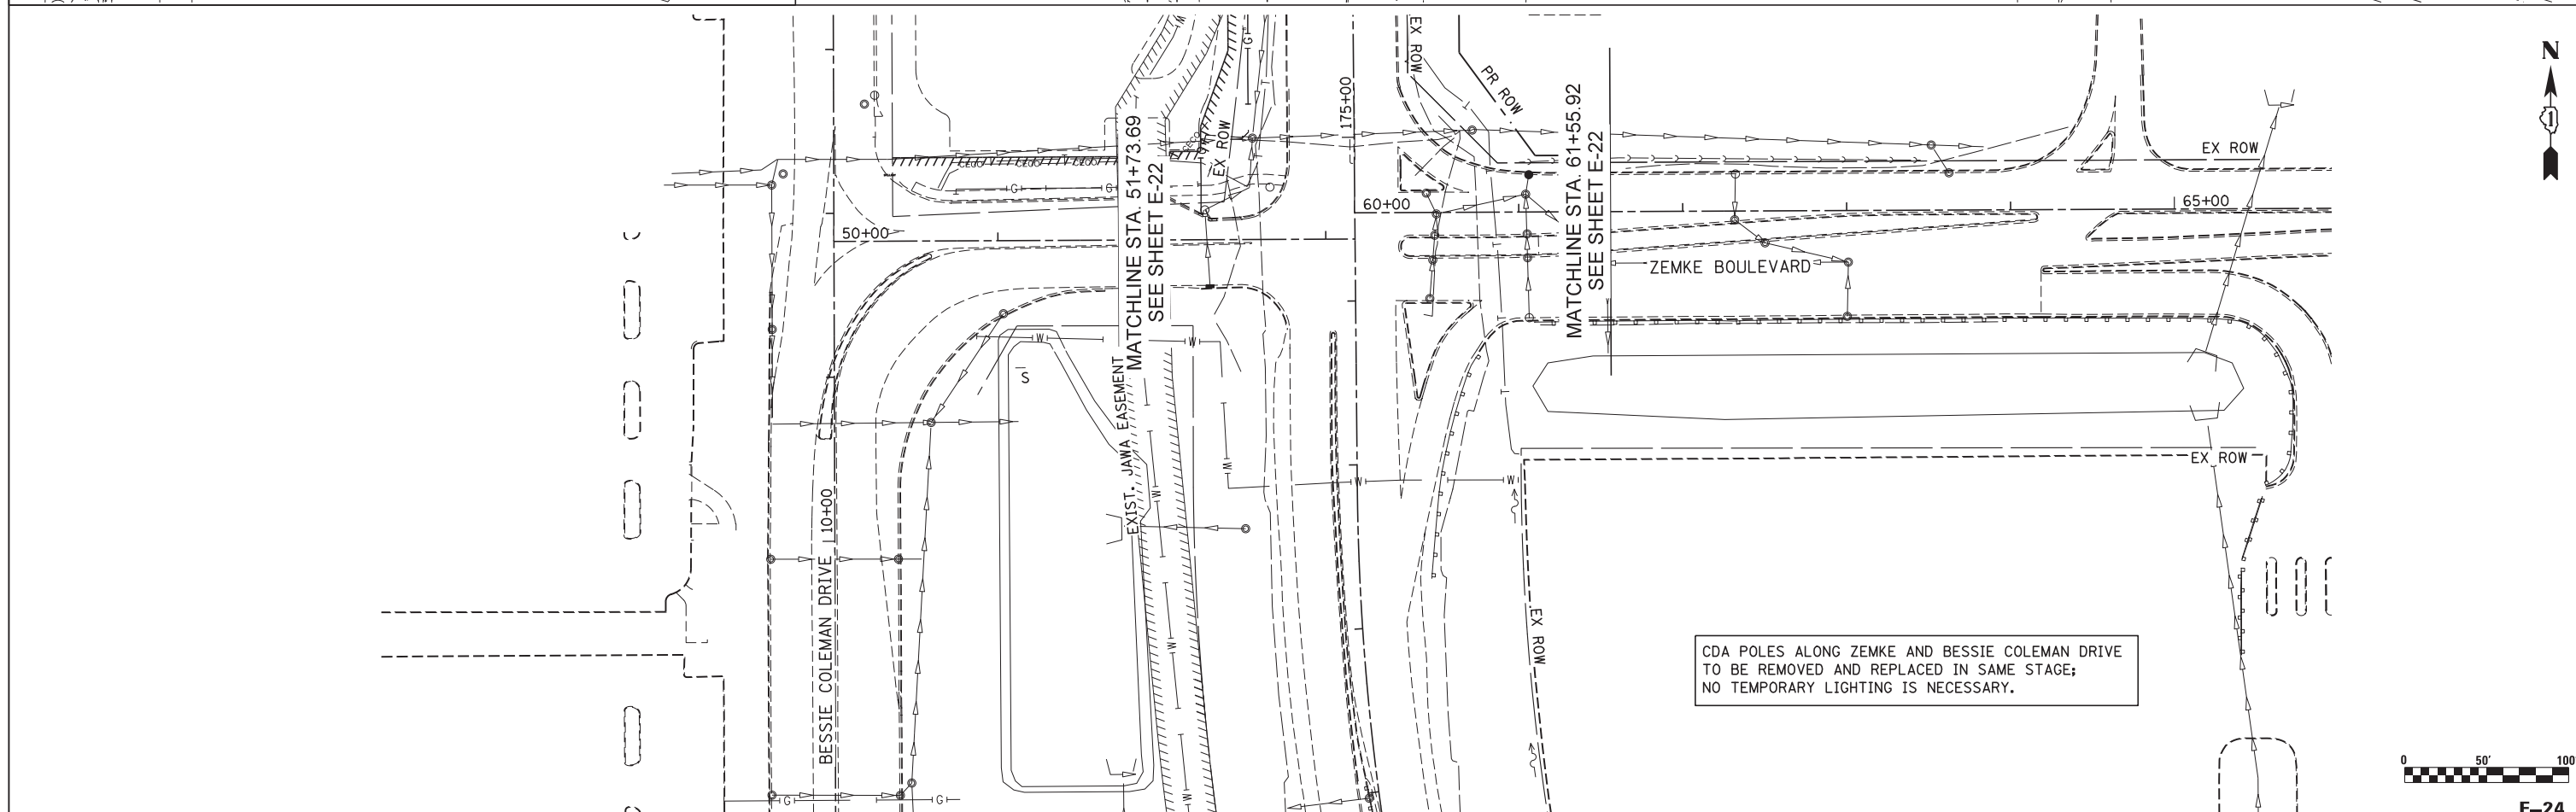 N
1
EX ROW
G
PR ROW
175+00
MATCHLINE STA. 51+73.69
SEE SHEET E-22
EX ROW
MATCHLINE STA. 61+55.92
SEE SHEET E-22
EX ROW
G G
60+00
65+00
50+00
ZEMKE BOULEVARD
W W
S
EXIST. JAWA EASEMENT
W
W
W W
EX ROW
BESSIE COLEMAN DRIVE
110+00
W
W
EX ROW
CDA POLES ALONG ZEMKE AND BESSIE COLEMAN DRIVE
TO BE REMOVED AND REPLACED IN SAME STAGE;
NO TEMPORARY LIGHTING IS NECESSARY.
0 50' 100'
G G
W
E-24